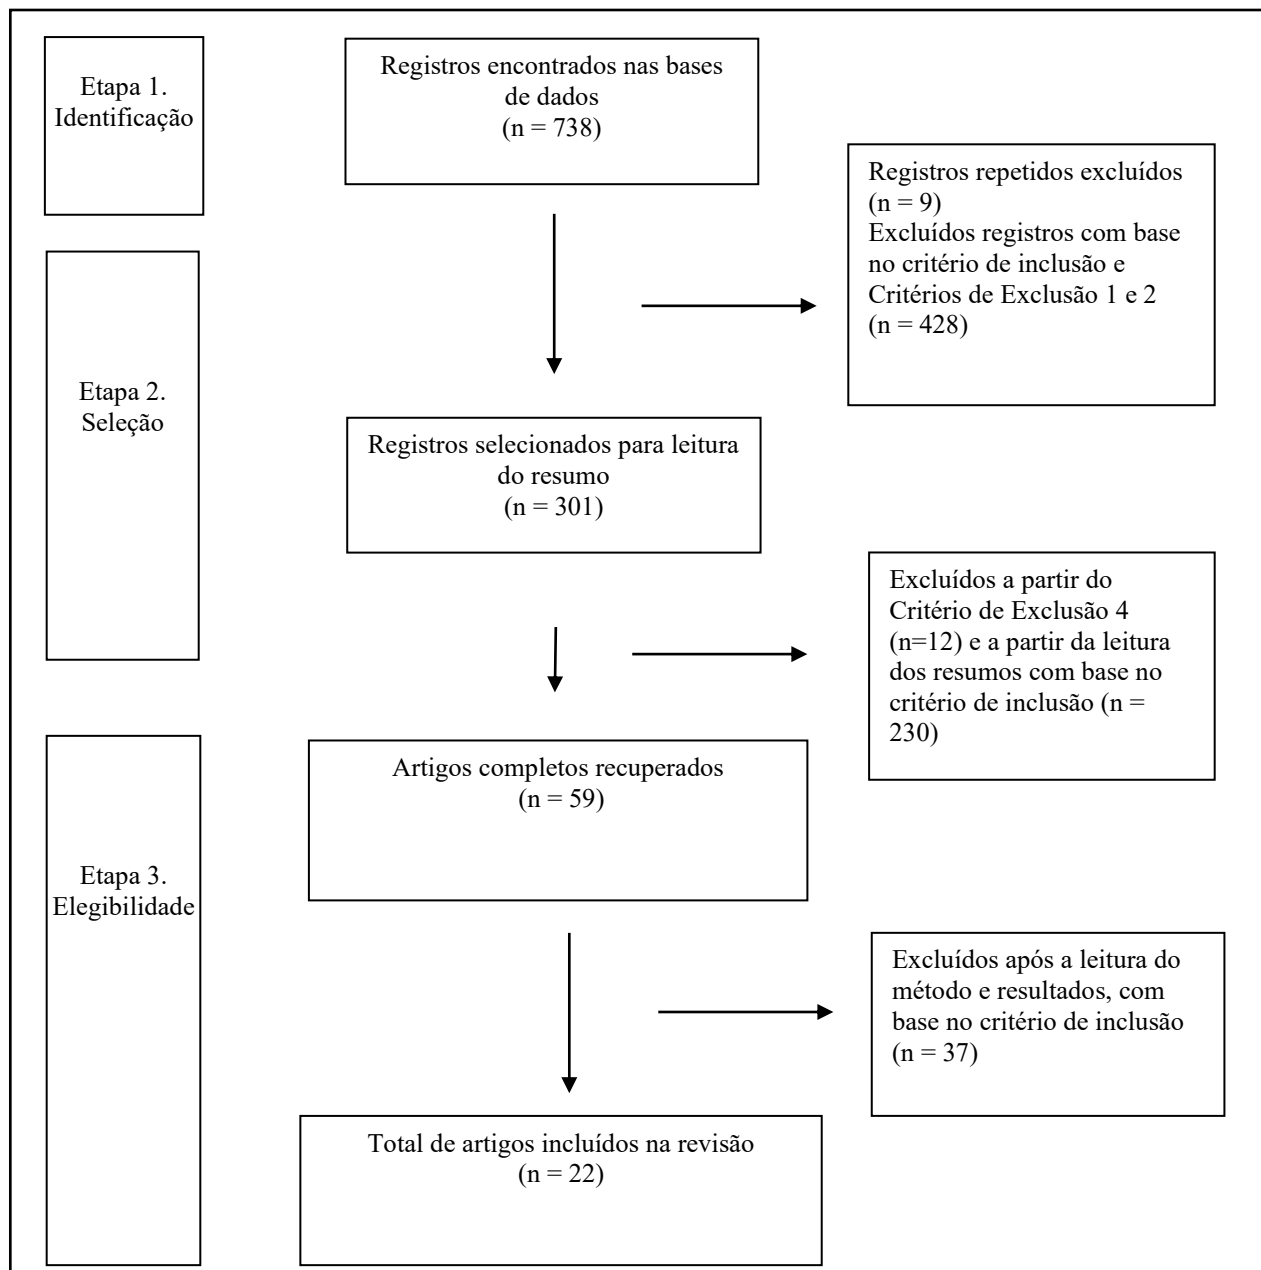 Etapa 1.
Identificação
Registros encontrados nas bases
de dados
(n = 738)
Registros repetidos excluídos
(n = 9)
Excluídos registros com base
no critério de inclusão e
Critérios de Exclusão 1 e 2
(n = 428)
Etapa 2.
Seleção
Registros selecionados para leitura
do resumo
(n = 301)
Excluídos a partir do
Critério de Exclusão 4
(n=12) e a partir da leitura
dos resumos com base no
critério de inclusão (n =
230)
Etapa 3.
Elegibilidade
Artigos completos recuperados
(n = 59)
Excluídos após a leitura do
método e resultados, com
base no critério de inclusão
(n = 37)
Total de artigos incluídos na revisão
(n = 22)